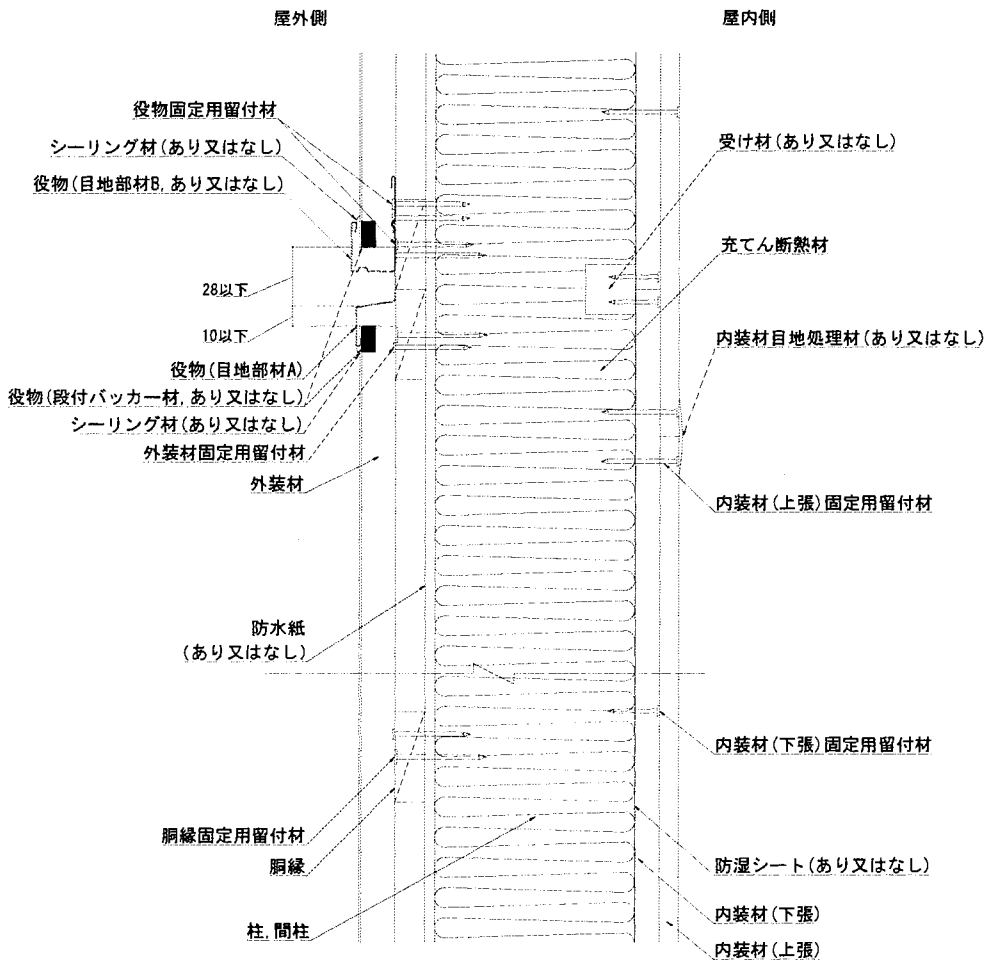 屋外側
屋内側
役物固定用留付材
シーリング材(あり又はなし)
役物(目地部材B,あり又はなし)
28以下
10以下
役物(目地部材A)
役物(段付バッカー材,あり又はなし)
シーリング材(あり又はなし)
外装材固定用留付材
外装材
防水紙
(あり又はなし)
胴縁固定用留付材
胴縁
柱,間柱
受け材(あり又はなし)
充てん断熱材
内装材目地処理材(あり又はなし)
内装材(上張)固定用留付材
内装材(下張)固定用留付材
防湿シート(あり又はなし)
内装材(下張)
内装材(上張)